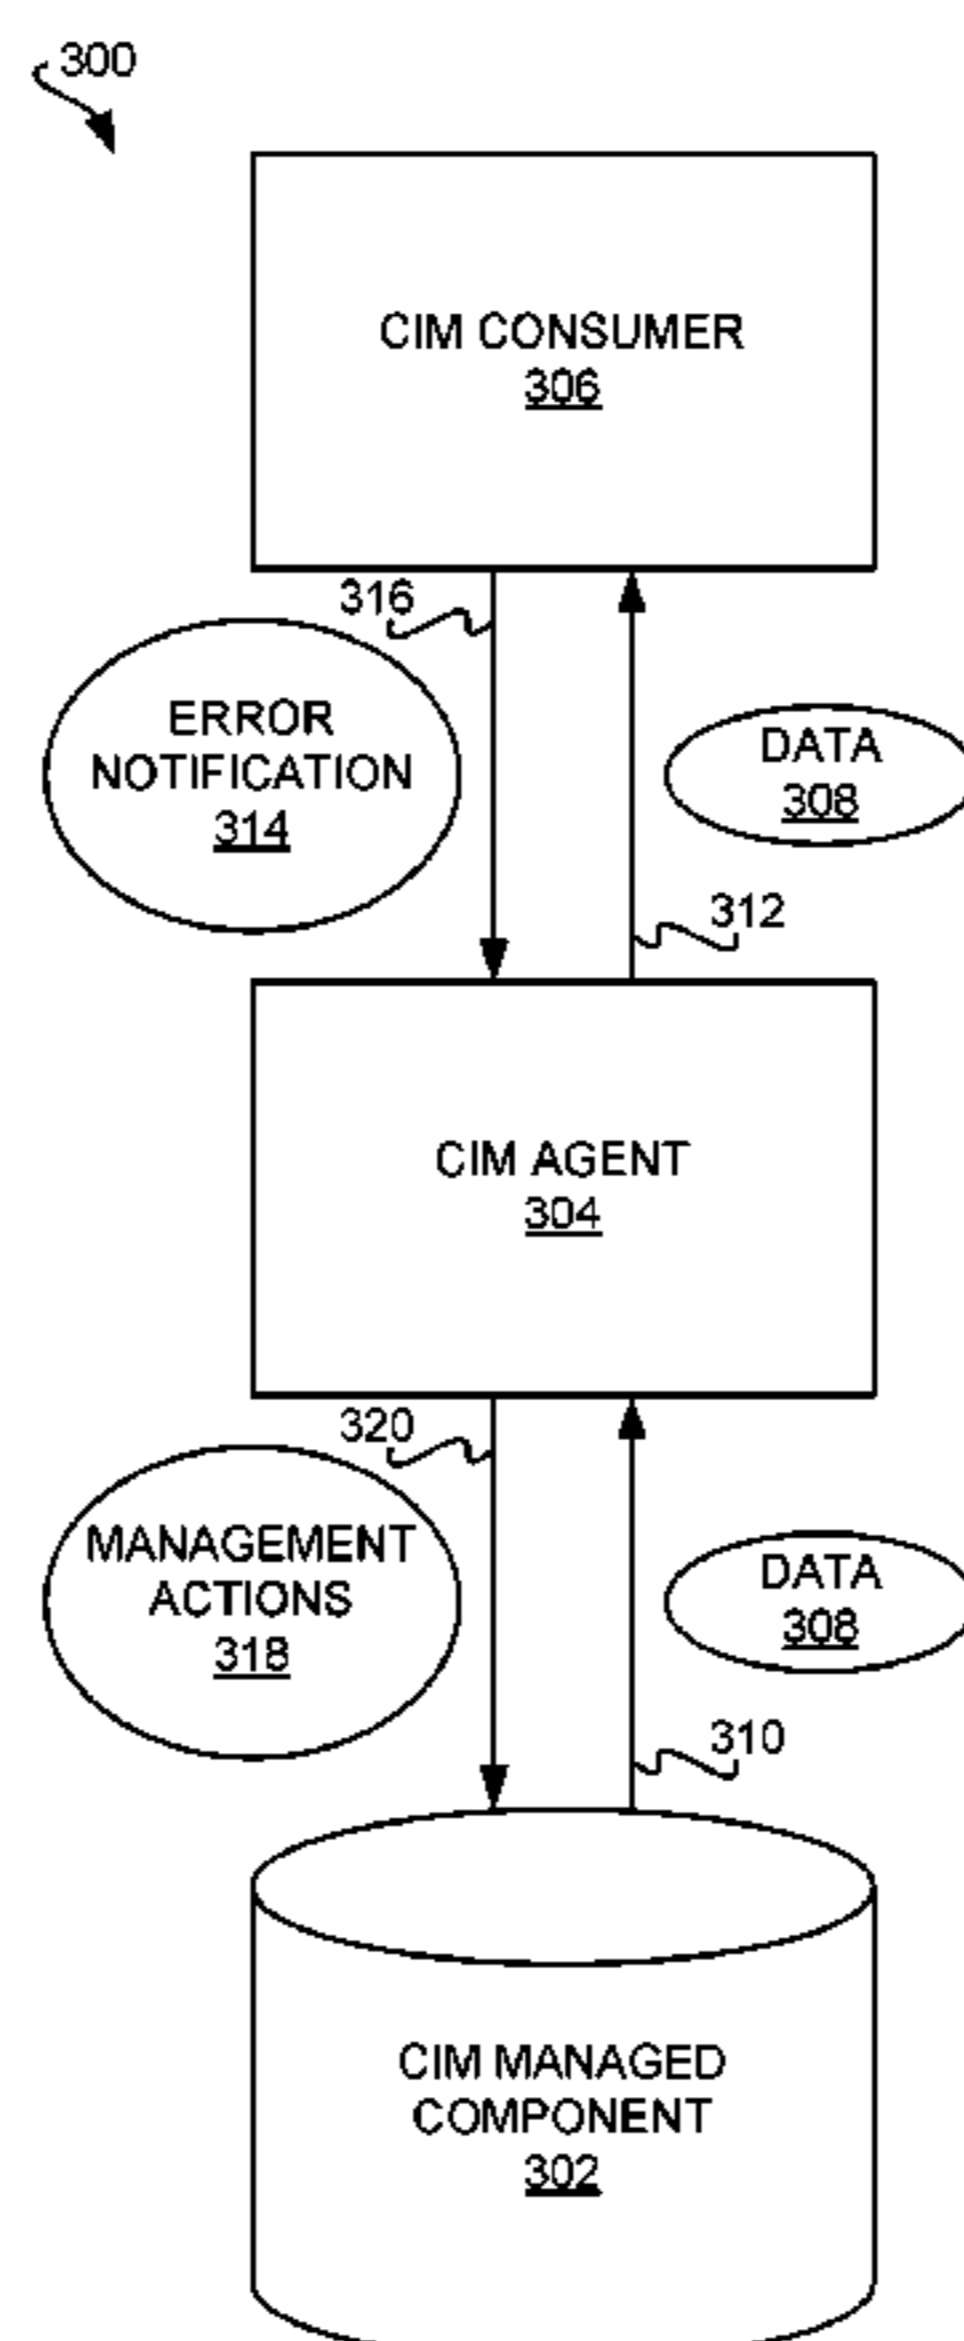 300
CIM CONSUMER
306
316
ERROR
NOTIFICATION
314
DATA
308
312
CIM AGENT
304
320
MANAGEMENT
ACTIONS
318
DATA
308
310
CIM MANAGED
COMPONENT
302